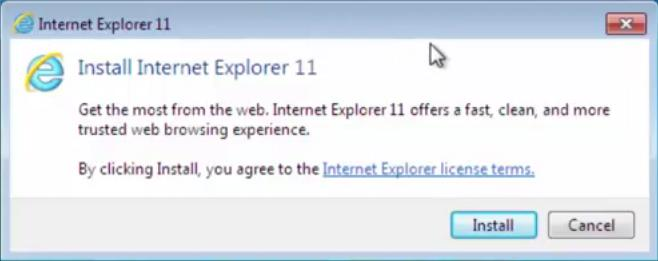 Internet Explorer 11
Install Internet Explorer 11
Get the most from the web. Internet Explorer 11 offers a fast, clean, and more
trusted web browsing experience.
By clicking Install, you agree to the Internet Explorer license terms.
Install Cancel